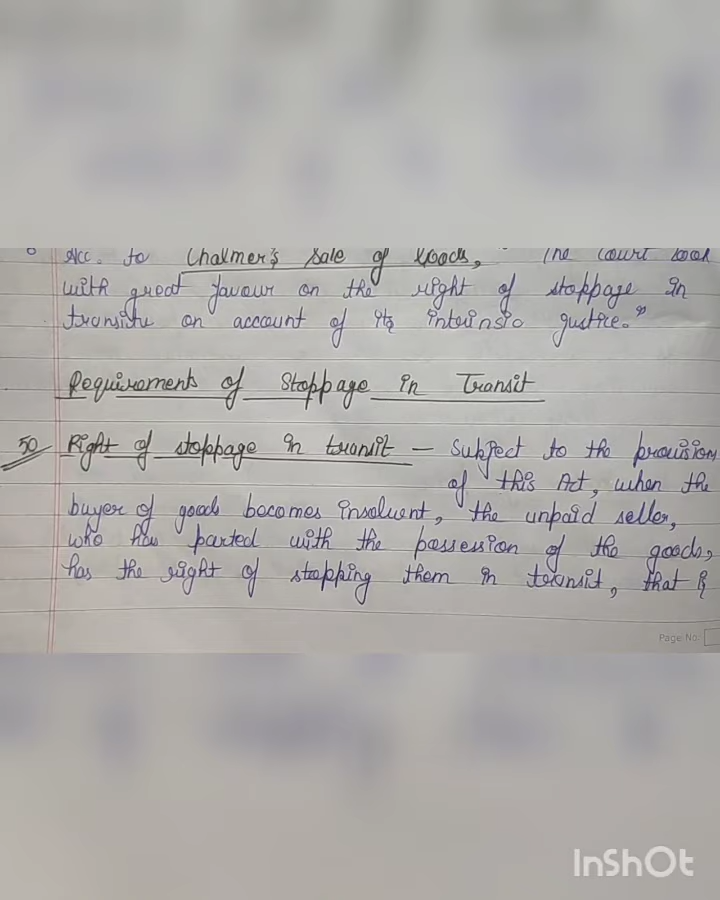 Acc. to Chalmer's Sale of Goods, "The court look
with great favour on the right of stoppage in
transitu on account of its intrinsic justice."
Requirements of Stoppage in Transit
50 Right of stoppage in transit – Subject to the provision
of this Act, when the
buyer of goods becomes insolvent, the unpaid seller,
who has parted with the possession of the goods,
has the right of stopping them in transit, that is
Page No.
InShOt